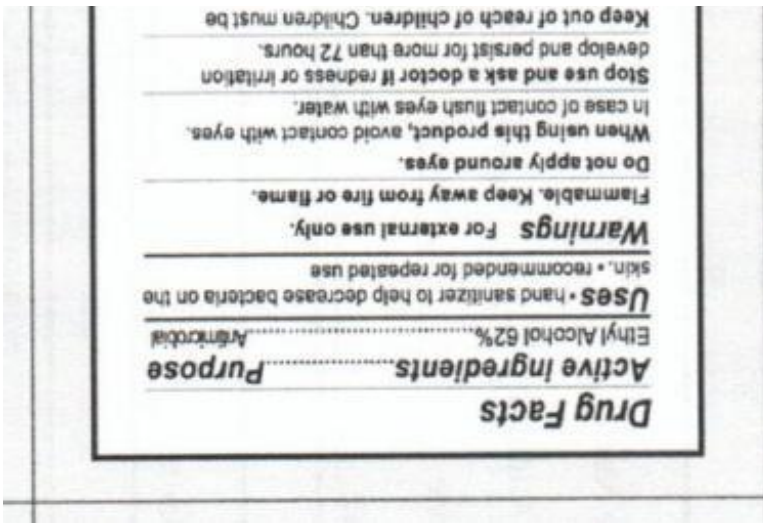 Drug Facts
Active ingredients...................Purpose
Ethyl Alcohol 62%................................Antimicrobial
Uses • hand sanitizer to help decrease bacteria on the
skin. • recommended for repeated use
Warnings For external use only.
Flammable. Keep away from fire or flame.
Do not apply around eyes.
When using this product, avoid contact with eyes.
In case of contact flush eyes with water.
Stop use and ask a doctor if redness or irritation
develop and persist for more than 72 hours.
Keep out of reach of children. Children must be